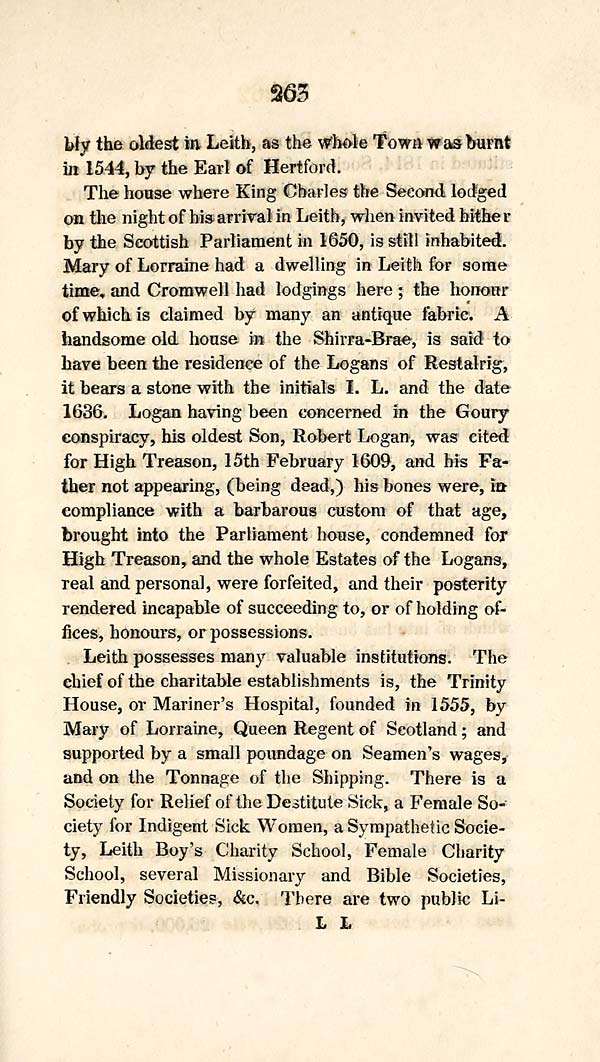 263
bly the oldest in Leith, as the whole Town was burnt
in 1544, by the Earl of Hertford.
The house where King Charles the Second lodged
on the night of his arrival in Leith, when invited hither
by the Scottish Parliament in 1650, is still inhabited.
Mary of Lorraine had a dwelling in Leith for some
time, and Cromwell had lodgings here; the honour
of which is claimed by many an antique fabric. A
handsome old house in the Shirra-Brae, is said to
have been the residence of the Logans of Restalrig,
it bears a stone with the initials I. L. and the date
1636. Logan having been concerned in the Goury
conspiracy, his oldest Son, Robert Logan, was cited
for High Treason, 15th February 1609, and his Fa-
ther not appearing, (being dead,) his bones were, in
compliance with a barbarous custom of that age,
brought into the Parliament house, condemned for
High Treason, and the whole Estates of the Logans,
real and personal, were forfeited, and their posterity
rendered incapable of succeeding to, or of holding of-
fices, honours, or possessions.
Leith possesses many valuable institutions. The
chief of the charitable establishments is, the Trinity
House, or Mariner's Hospital, founded in 1555, by
Mary of Lorraine, Queen Regent of Scotland; and
supported by a small poundage on Seamen's wages,
and on the Tonnage of the Shipping. There is a
Society for Relief of the Destitute Sick, a Female So-
ciety for Indigent Sick Women, a Sympathetic Socie-
ty, Leith Boy's Charity School, Female Charity
School, several Missionary and Bible Societies,
Friendly Societies, &c. There are two public Li-
L L